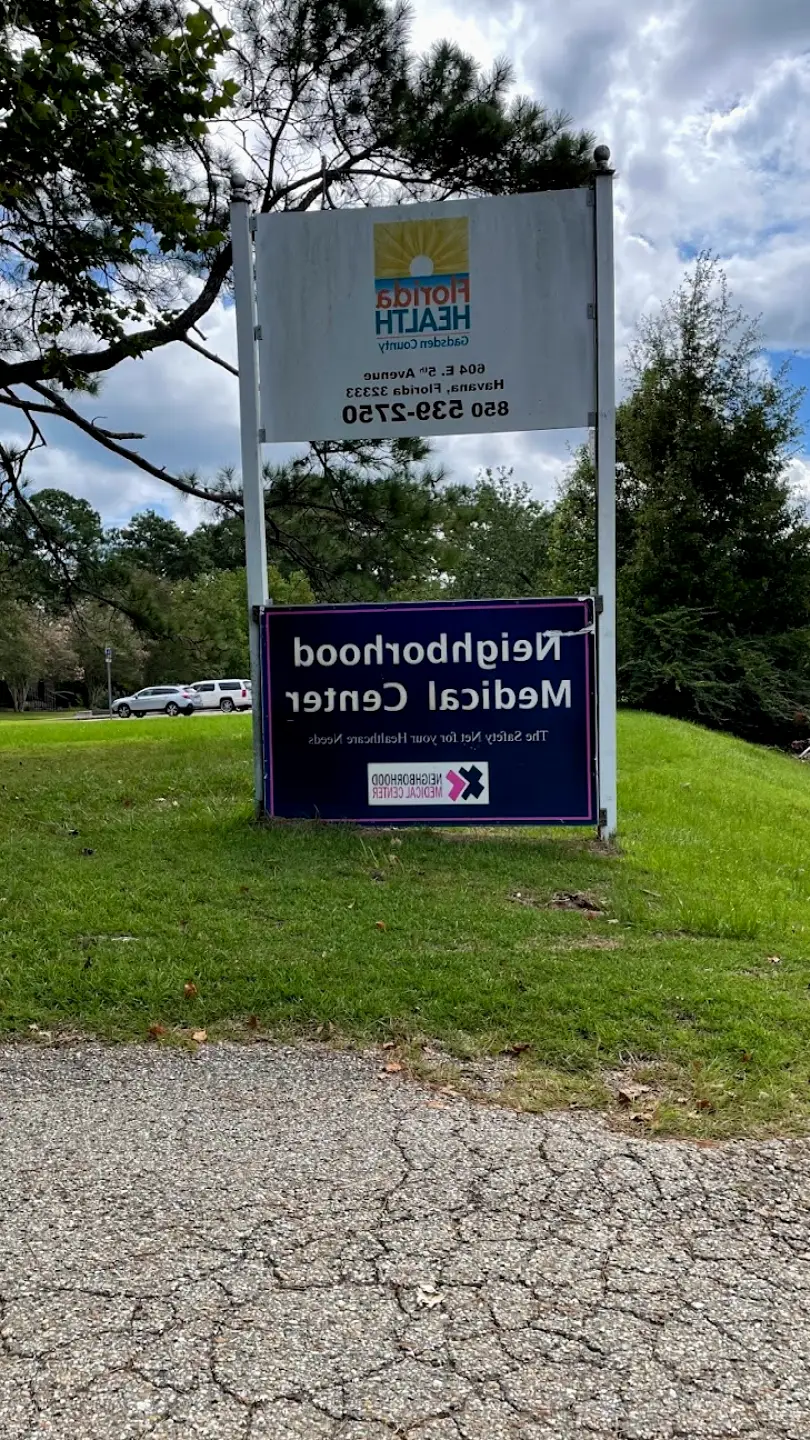 Florida
HEALTH
Gadsden County
604 E. 5th Avenue
Havana, Florida 32333
850 539-2750
Neighborhood
Medical Center
The Safety Net for your Healthcare Needs
NEIGHBORHOOD
MEDICAL CENTER